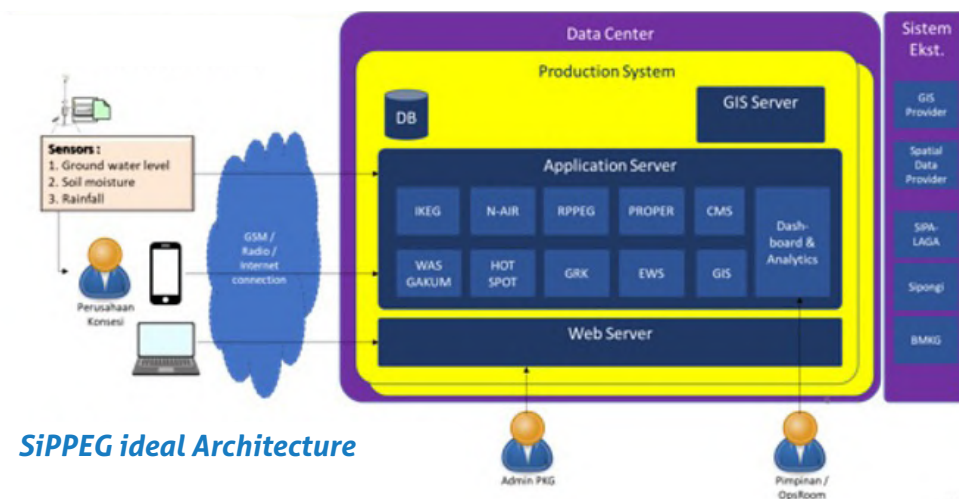 Data Center
Production System
DB
GIS Server
Application Server
IKEG
N-AIR
RPPEG
PROPER
CMS
Dash-
board &
Analytics
WAS
GAKUM
HOT
SPOT
GRK
EWS
GIS
Web Server
Sistem
Ekst.
GIS
Provider
Spatial
Data
Provider
SIPA-
LAGA
Sipongi
BMKG
Sensors :
1. Ground water level
2. Soil moisture
3. Rainfall
GSM /
Radio /
Internet
connection
Perusahaan
Konsesi
SiPPEG ideal Architecture
Admin PKG
Pimpinan /
OpsRoom